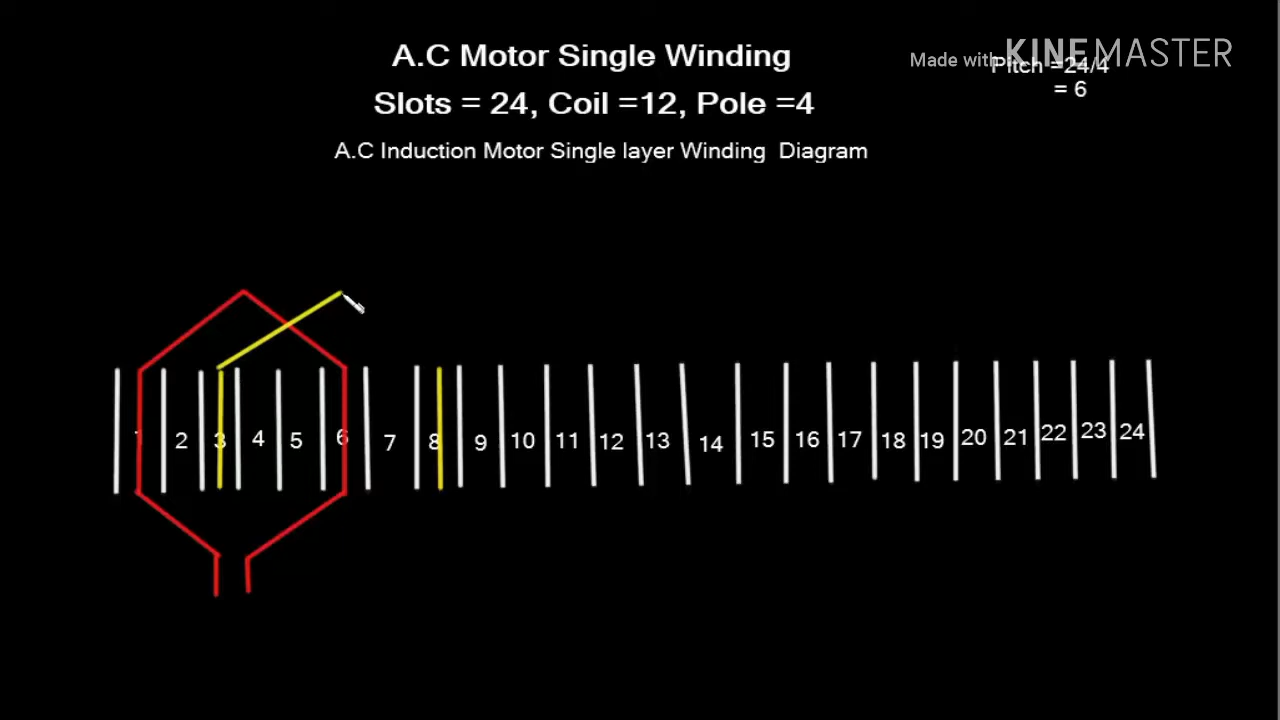 A.C Motor Single Winding
Slots = 24, Coil =12, Pole =4
A.C Induction Motor Single layer Winding Diagram
Made with KINEMASTER
Pitch =24/4
= 6
1 2 3 4 5 6 7 8 9 10 11 12 13 14 15 16 17 18 19 20 21 22 23 24